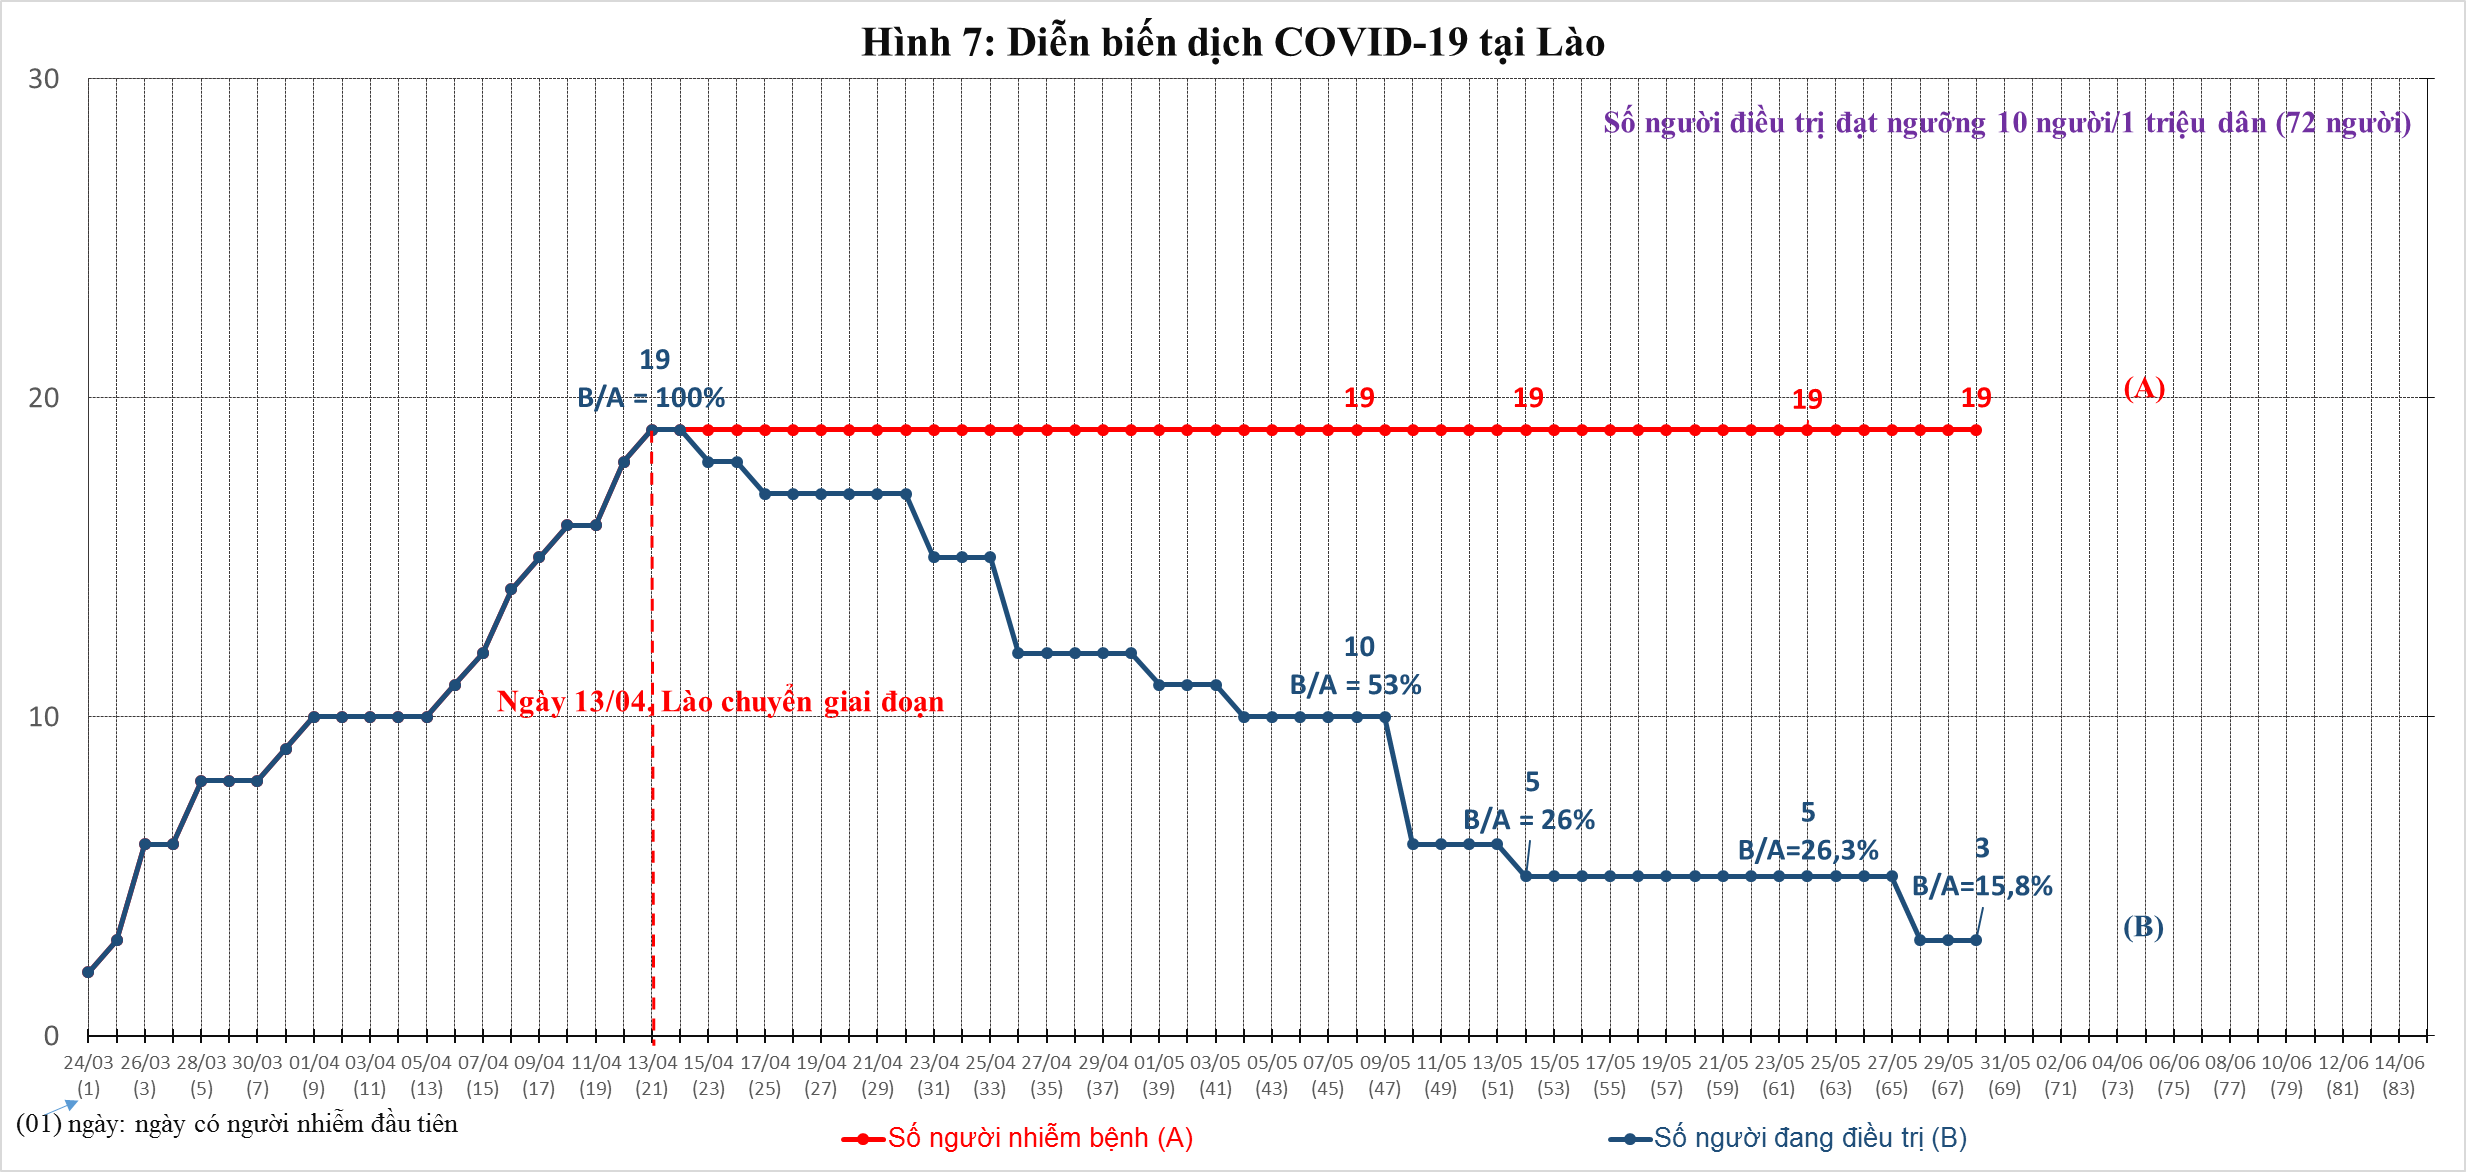 Hình 7: Diễn biến dịch COVID-19 tại Lào
30
Số người điều trị đạt ngưỡng 10 người/1 triệu dân (72 người)
19
B/A = 100%
20
19
19
19
19
(A)
10
B/A = 53%
Ngày 13/04, Lào chuyển giai đoạn
10
5
B/A = 26%
5
B/A=26,3%
3
B/A=15,8%
(B)
0
24/03 26/03 28/03 30/03 01/04 03/04 05/04 07/04 09/04 11/04 13/04 15/04 17/04 19/04 21/04 23/04 25/04 27/04 29/04 01/05 03/05 05/05 07/05 09/05 11/05 13/05 15/05 17/05 19/05 21/05 23/05 25/05 27/05 29/05 31/05 02/06 04/06 06/06 08/06 10/06 12/06 14/06
(1) (3) (5) (7) (9) (11) (13) (15) (17) (19) (21) (23) (25) (27) (29) (31) (33) (35) (37) (39) (41) (43) (45) (47) (49) (51) (53) (55) (57) (59) (61) (63) (65) (67) (69) (71) (73) (75) (77) (79) (81) (83)
(01) ngày: ngày có người nhiễm đầu tiên
Số người nhiễm bệnh (A)
Số người đang điều trị (B)